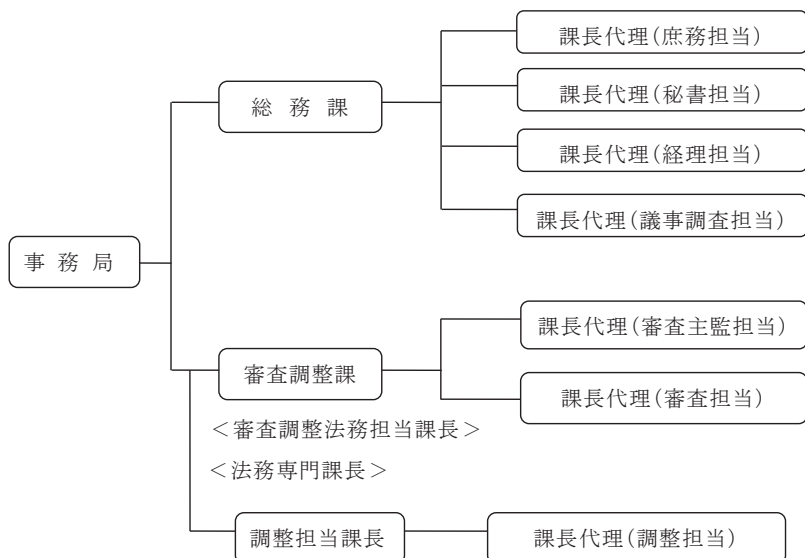 課長代理(庶務担当)
総 務 課
課長代理(秘書担当)
課長代理(経理担当)
課長代理(議事調査担当)
事 務 局
課長代理(審査主監担当)
審査調整課
課長代理(審査担当)
＜審査調整法務担当課長＞
＜法務専門課長＞
調整担当課長
課長代理(調整担当)